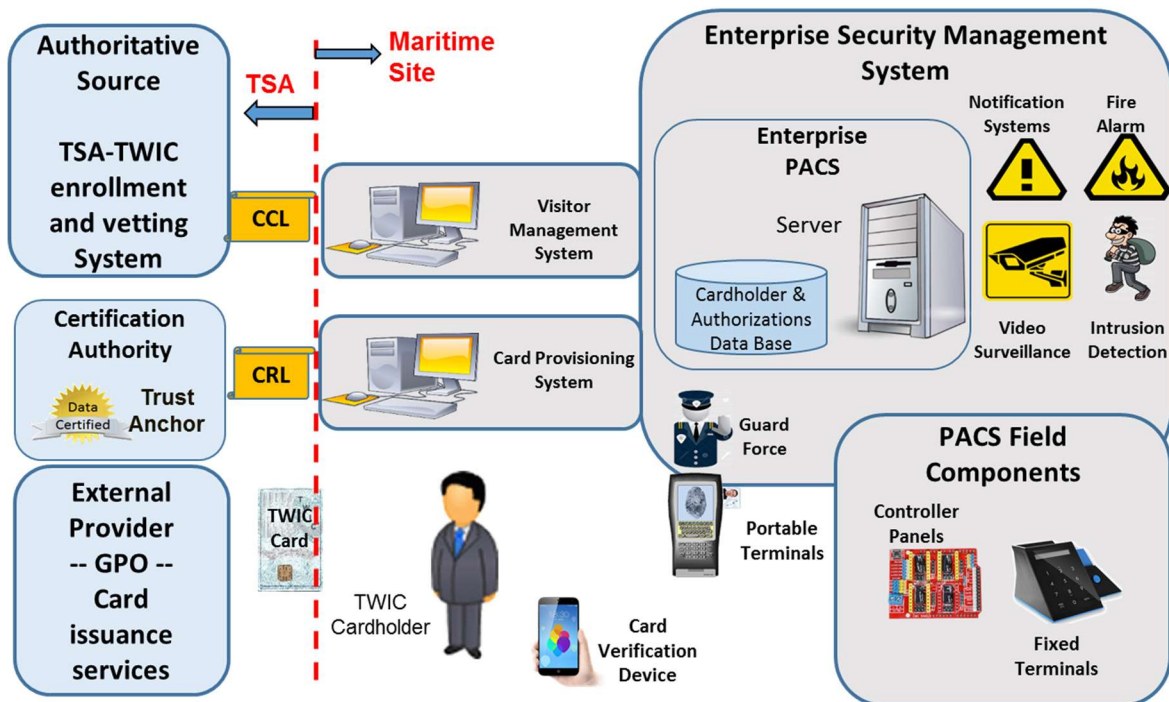 Authoritative
Source
TSA-TWIC
enrollment
and vetting
System
TSA
Maritime
Site
CCL
Visitor
Management
System
Certification
Authority
Data
Certified
Trust
Anchor
CRL
Card Provisioning
System
External
Provider
-- GPO --
Card
issuance
services
TWIC
Card
TWIC
Cardholder
Card
Verification
Device
Enterprise Security Management
System
Enterprise
PACS
Server
Cardholder &
Authorizations
Data Base
Notification
Systems
Fire
Alarm
Video
Surveillance
Intrusion
Detection
Guard
Force
Portable
Terminals
PACS Field
Components
Controller
Panels
Fixed
Terminals